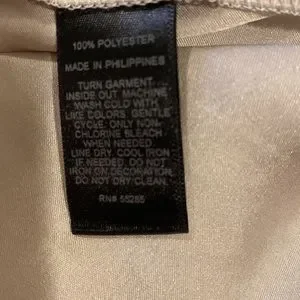 100% POLYESTER
MADE IN PHILIPPINES
TURN GARMENT
INSIDE OUT. MACHINE
WASH COLD WITH
LIKE COLORS, GENTLE
CYCLE. ONLY NON-
CHLORINE BLEACH
WHEN NEEDED.
LINE DRY. COOL IRON
IF NEEDED. DO NOT
IRON ON DECORATION.
DO NOT DRY CLEAN.
RN#